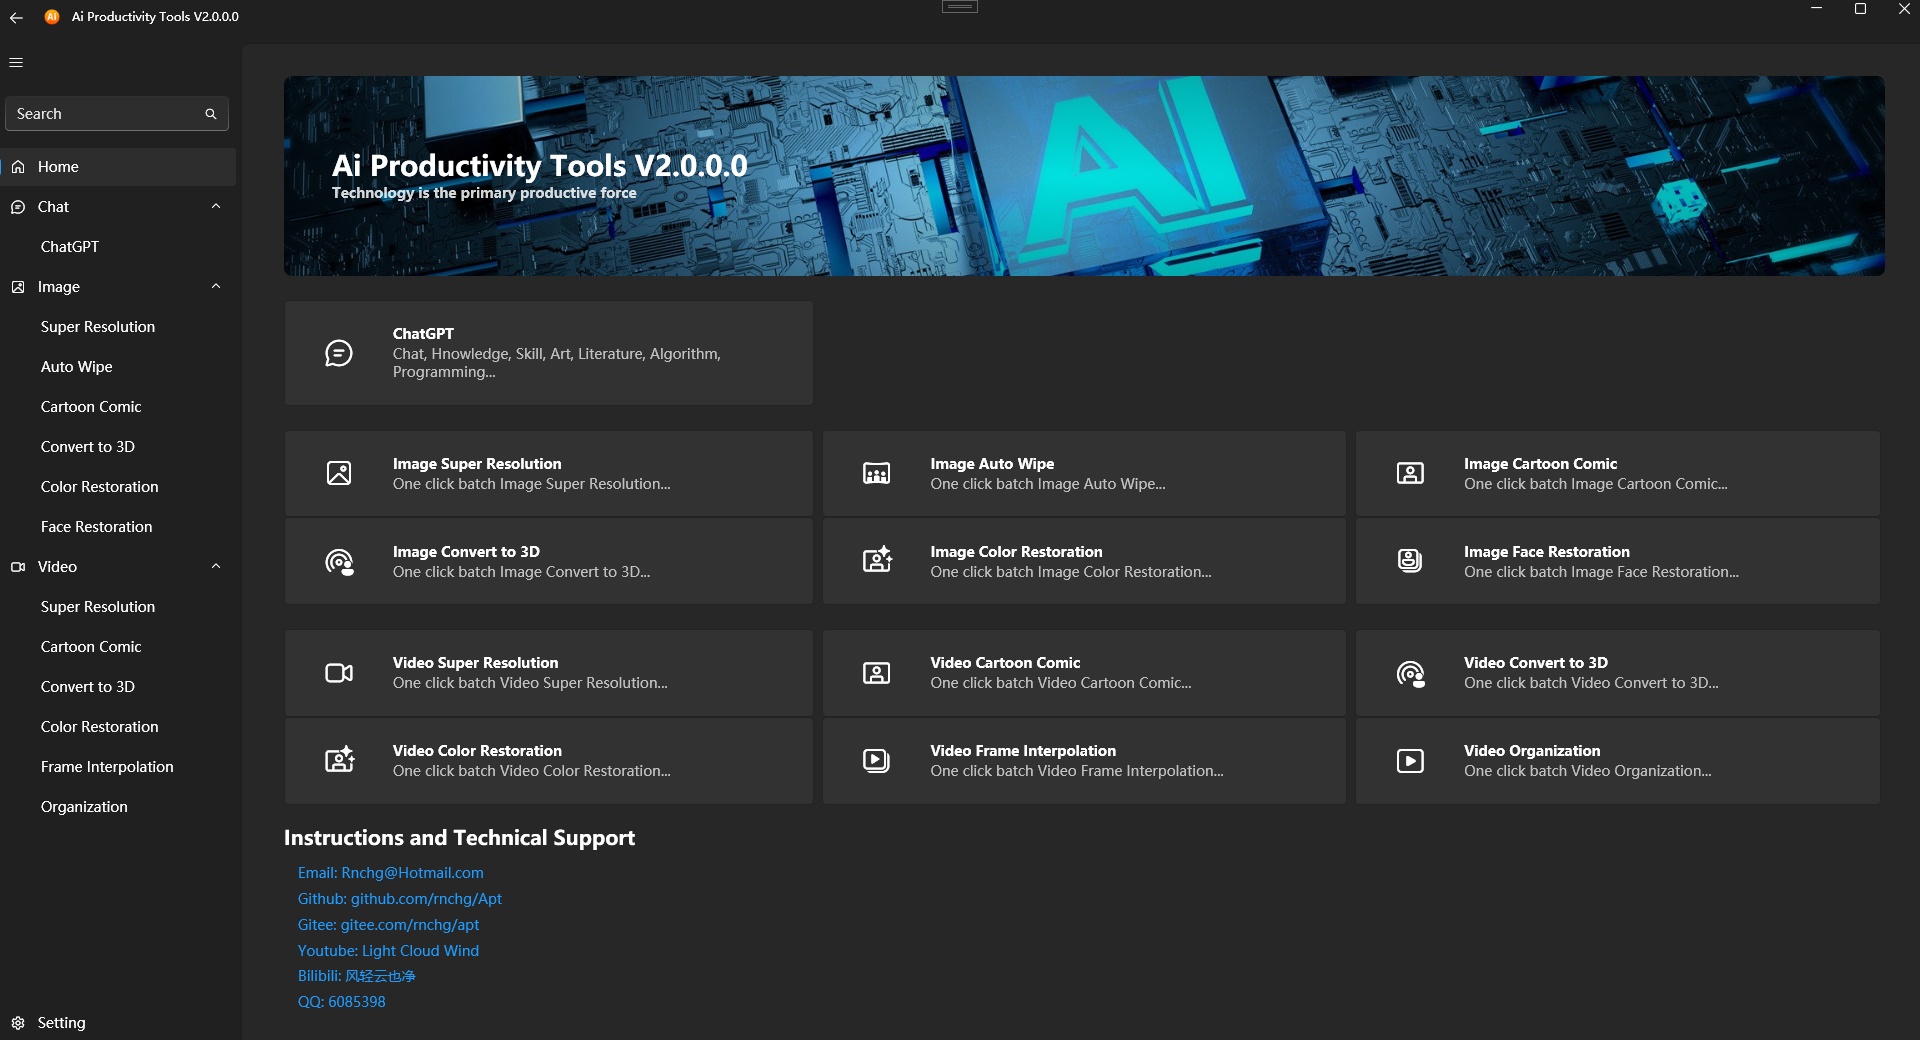 Ai Productivity Tools V2.0.0.0
Search
Home
Chat
ChatGPT
Image
Super Resolution
Auto Wipe
Cartoon Comic
Convert to 3D
Color Restoration
Face Restoration
Video
Super Resolution
Cartoon Comic
Convert to 3D
Color Restoration
Frame Interpolation
Organization
Setting
Ai Productivity Tools V2.0.0.0
Technology is the primary productive force
AI
ChatGPT
Chat, Hnowledge, Skill, Art, Literature, Algorithm,
Programming...
Image Super Resolution
One click batch Image Super Resolution...
Image Auto Wipe
One click batch Image Auto Wipe...
Image Cartoon Comic
One click batch Image Cartoon Comic...
Image Convert to 3D
One click batch Image Convert to 3D...
Image Color Restoration
One click batch Image Color Restoration...
Image Face Restoration
One click batch Image Face Restoration...
Video Super Resolution
One click batch Video Super Resolution...
Video Cartoon Comic
One click batch Video Cartoon Comic...
Video Convert to 3D
One click batch Video Convert to 3D...
Video Color Restoration
One click batch Video Color Restoration...
Video Frame Interpolation
One click batch Video Frame Interpolation...
Video Organization
One click batch Video Organization...
Instructions and Technical Support
Email: Rnchg@Hotmail.com
Github: github.com/rnchg/Apt
Gitee: gitee.com/rnchg/apt
Youtube: Light Cloud Wind
Bilibili: 风轻云也净
QQ: 6085398